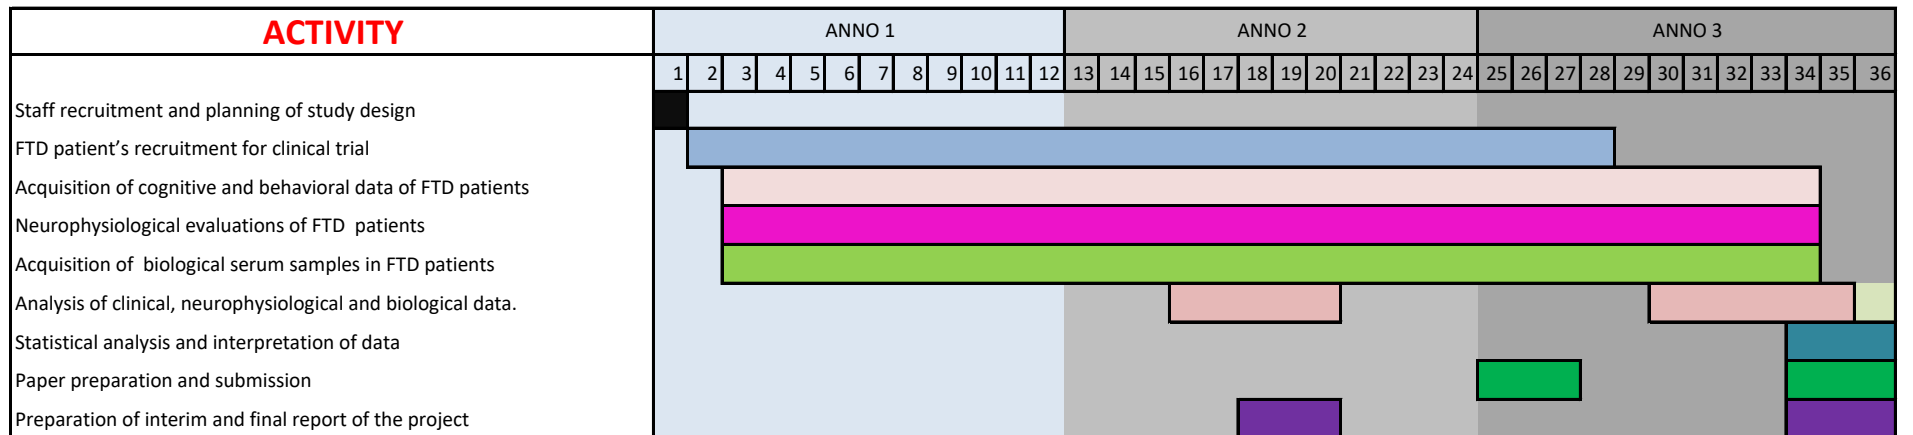 ACTIVITY ANNO 1 ANNO 2 ANNO 3
1 2 3 4 5 6 7 8 9 10 11 12 13 14 15 16 17 18 19 20 21 22 23 24 25 26 27 28 29 30 31 32 33 34 35 36
Staff recruitment and planning of study design
FTD patient’s recruitment for clinical trial
Acquisition of cognitive and behavioral data of FTD patients
Neurophysiological evaluations of FTD patients
Acquisition of biological serum samples in FTD patients
Analysis of clinical, neurophysiological and biological data.
Statistical analysis and interpretation of data
Paper preparation and submission
Preparation of interim and final report of the project